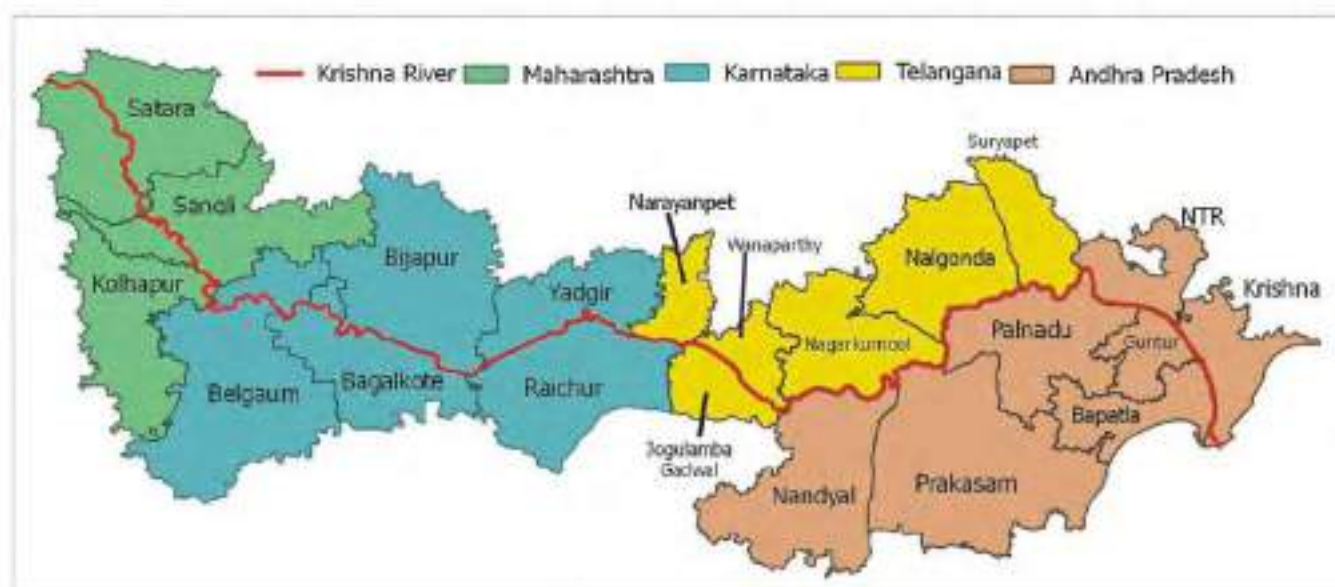 Krishna River Maharashtra Karnataka Telangana Andhra Pradesh
Satara
Suryapet
Sangli
Narayanpet
NTR
Wanaparthy
Bijapur
Nalgonda
Kolhapur
Krishna
Yadgir
Palnadu
Nagarkurnool
Guntur
Bagalkote
Raichur
Belgaum
Bapatla
Jogulamba
Gadwal
Nandyal
Prakasam